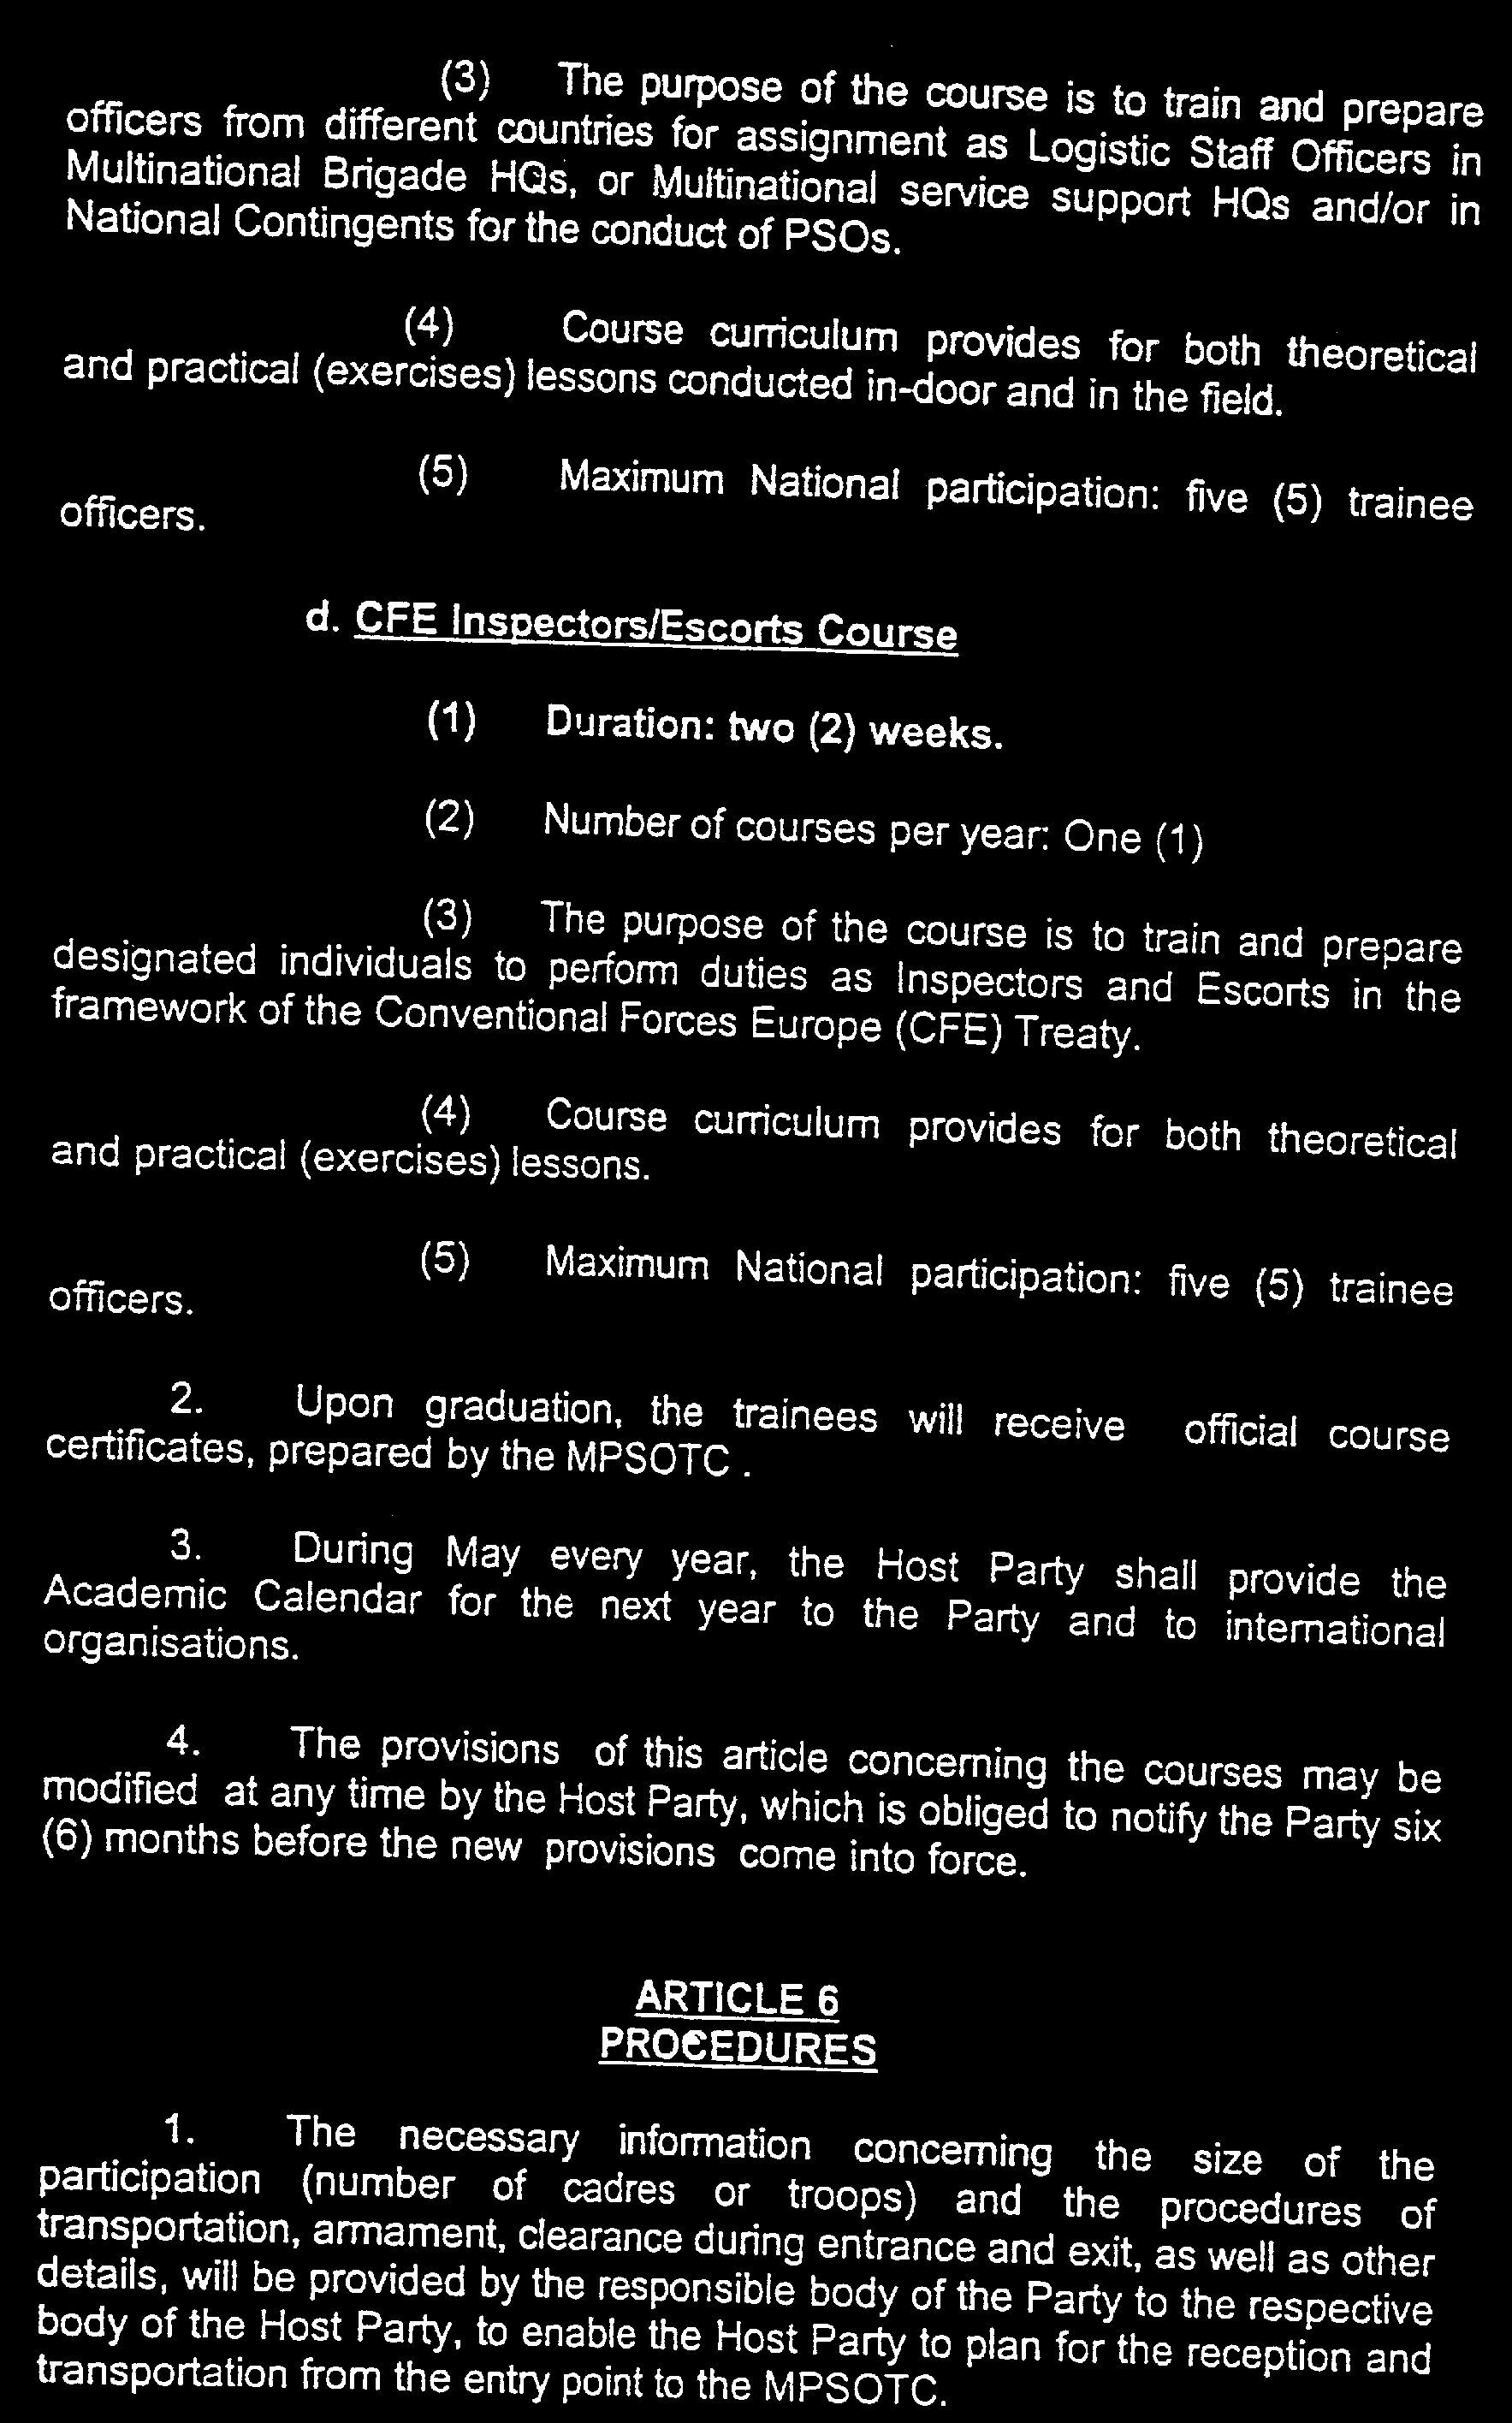 (3) The purpose of the course is to train and prepare
officers from different countries for assignment as Logistic Staff Officers in
Multinational Brigade HQs, or Multinational service support HQs and/or in
National Contingents for the conduct of PSOs.
(4) Course curriculum provides for both theoretical
and practical (exercises) lessons conducted in-door and in the field.
(5) Maximum National participation: five (5) trainee
officers.
d. CFE Inspectors/Escorts Course
(1) Duration: two (2) weeks.
(2) Number of courses per year: One (1)
(3) The purpose of the course is to train and prepare
designated individuals to perform duties as Inspectors and Escorts in the
framework of the Conventional Forces Europe (CFE) Treaty.
(4) Course curriculum provides for both theoretical
and practical (exercises) lessons.
(5) Maximum National participation: five (5) trainee
officers.
2. Upon graduation, the trainees will receive official course
certificates, prepared by the MPSOTC .
3. During May every year, the Host Party shall provide the
Academic Calendar for the next year to the Party and to international
organisations.
4. The provisions of this article concerning the courses may be
modified at any time by the Host Party, which is obliged to notify the Party six
(6) months before the new provisions come into force.
ARTICLE 6
PROCEDURES
1. The necessary information concerning the size of the
participation (number of cadres or troops) and the procedures of
transportation, armament, clearance during entrance and exit, as well as other
details, will be provided by the responsible body of the Party to the respective
body of the Host Party, to enable the Host Party to plan for the reception and
transportation from the entry point to the MPSOTC.